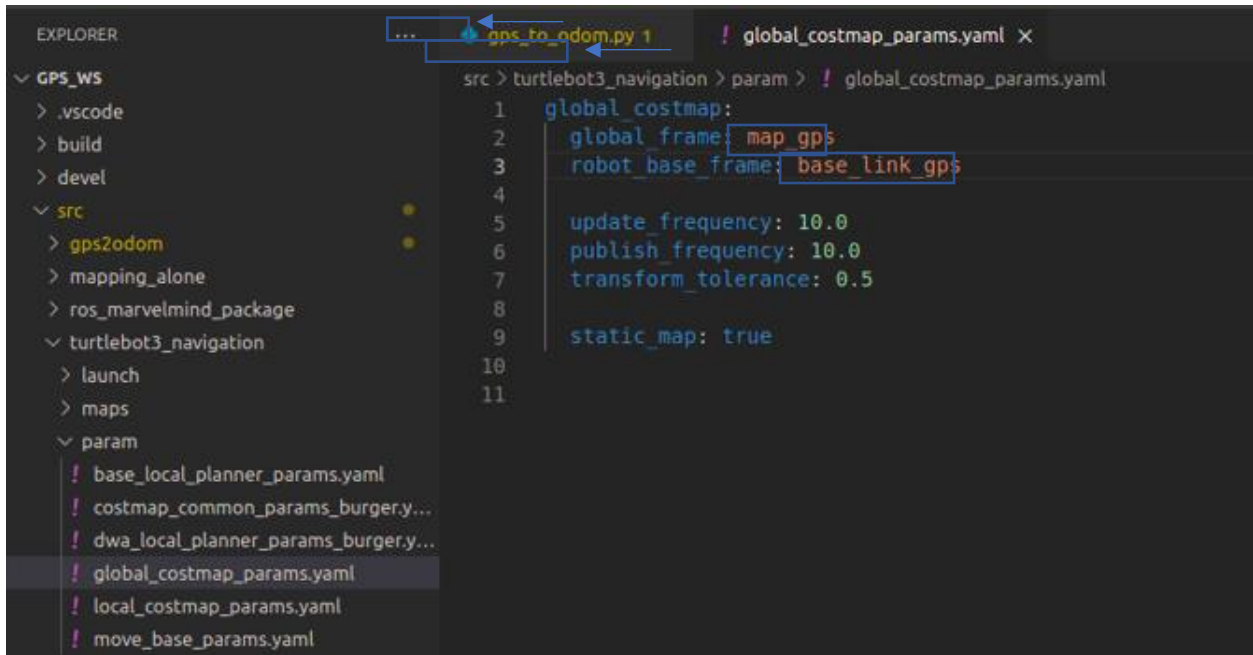 EXPLORER ...
gps_to_odom.py 1 ! global_costmap_params.yaml ×
GPS_WS
> .vscode
> build
> devel
src
> gps2odom
> mapping_alone
> ros_marvelmind_package
turtlebot3_navigation
> launch
> maps
param
! base_local_planner_params.yaml
! costmap_common_params_burger.y...
! dwa_local_planner_params_burger.y...
! global_costmap_params.yaml
! local_costmap_params.yaml
! move_base_params.yaml
src > turtlebot3_navigation > param > ! global_costmap_params.yaml
1 global_costmap:
2 global_frame: map_gps
3 robot_base_frame: base_link_gps
4
5 update_frequency: 10.0
6 publish_frequency: 10.0
7 transform_tolerance: 0.5
8
9 static_map: true
10
11